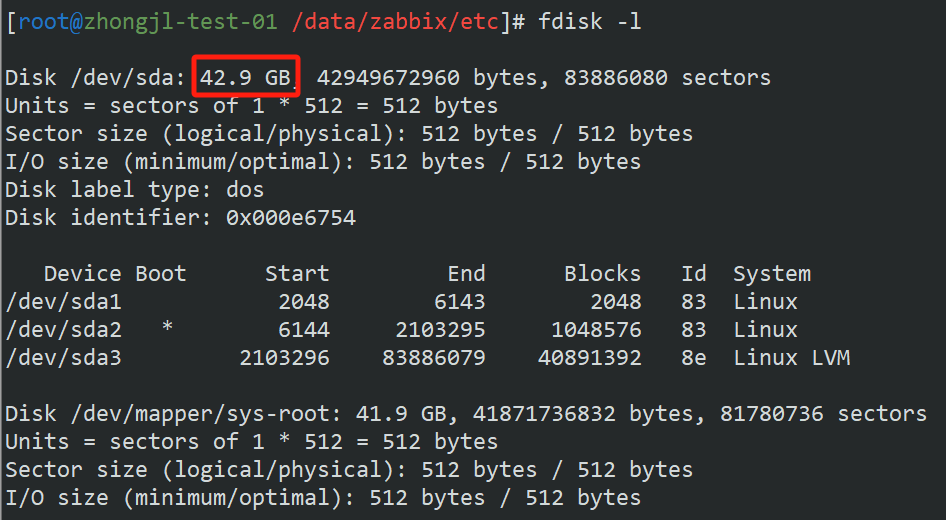 [root@zhongjl-test-01 /data/zabbix/etc]# fdisk -l
Disk /dev/sda: 42.9 GB, 42949672960 bytes, 83886080 sectors
Units = sectors of 1 * 512 = 512 bytes
Sector size (logical/physical): 512 bytes / 512 bytes
I/O size (minimum/optimal): 512 bytes / 512 bytes
Disk label type: dos
Disk identifier: 0x000e6754
Device Boot Start End Blocks Id System
/dev/sda1 2048 6143 2048 83 Linux
/dev/sda2 * 6144 2103295 1048576 83 Linux
/dev/sda3 2103296 83886079 40891392 8e Linux LVM
Disk /dev/mapper/sys-root: 41.9 GB, 41871736832 bytes, 81780736 sectors
Units = sectors of 1 * 512 = 512 bytes
Sector size (logical/physical): 512 bytes / 512 bytes
I/O size (minimum/optimal): 512 bytes / 512 bytes